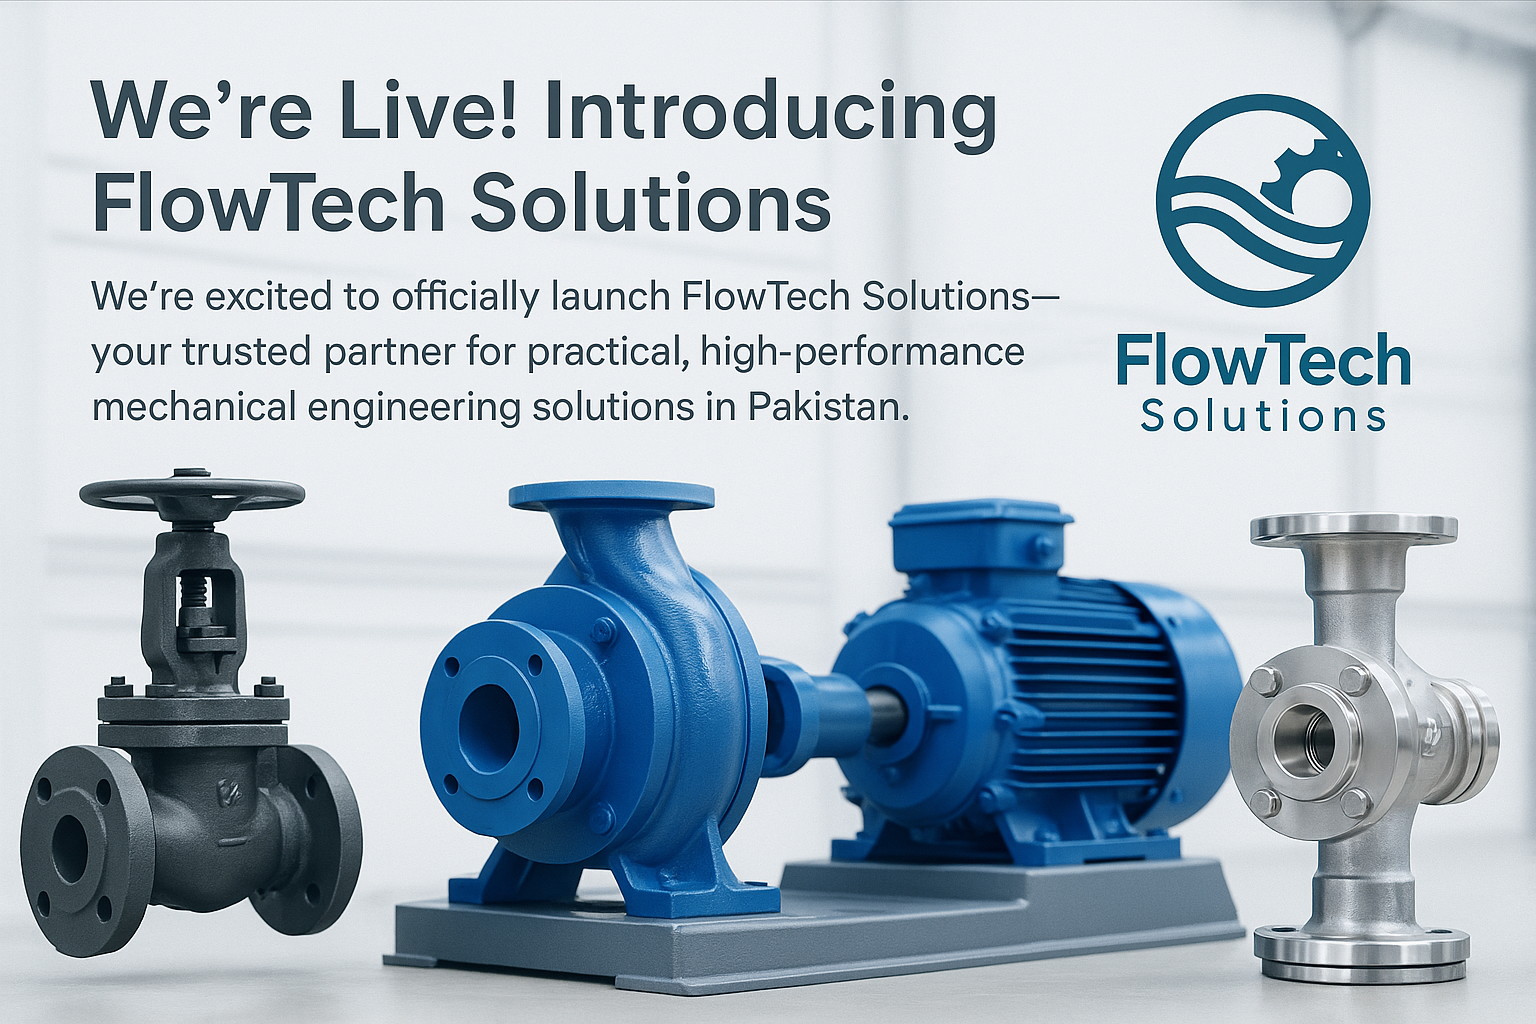 We’re Live! Introducing
FlowTech Solutions
We’re excited to officially launch FlowTech Solutions—
your trusted partner for practical, high-performance
mechanical engineering solutions in Pakistan.
FlowTech
Solutions